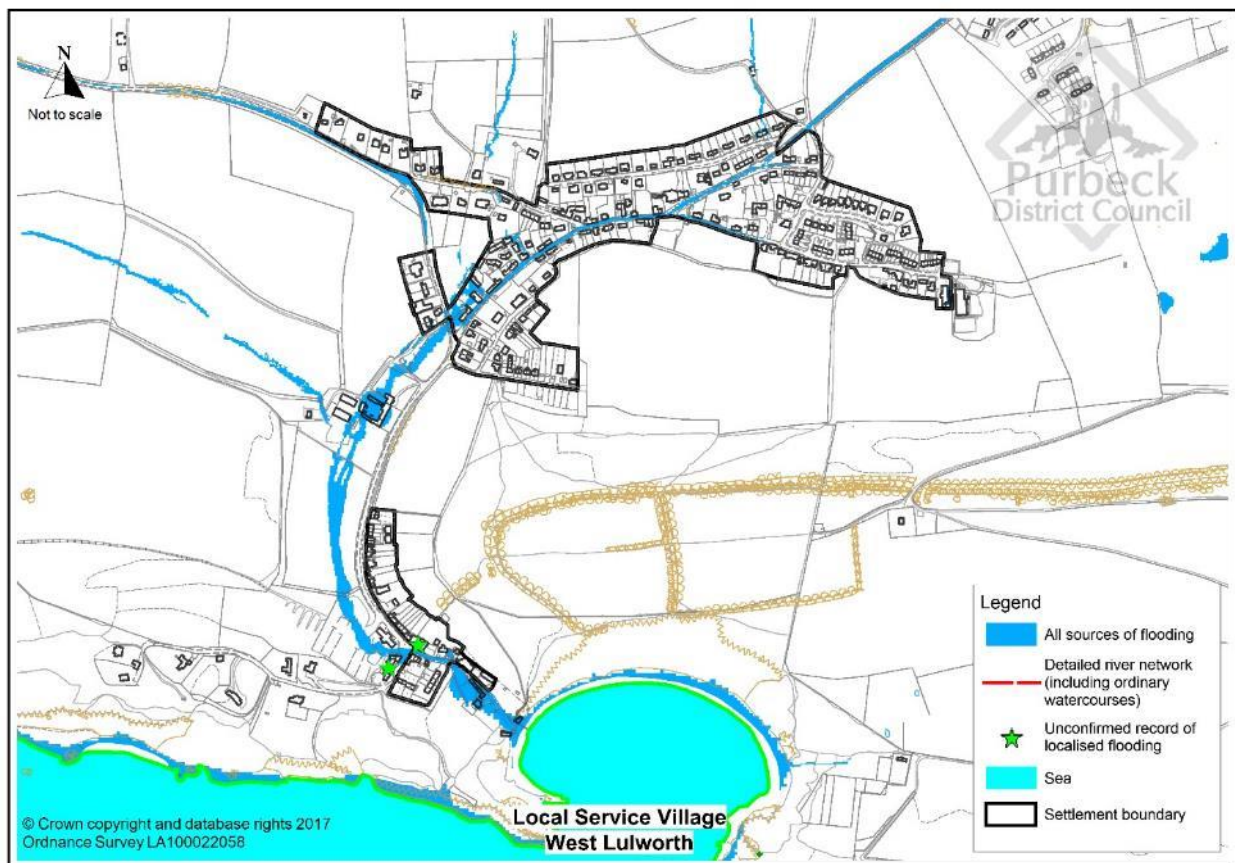 N
Not to scale
Purbeck
District Council
Legend
All sources of flooding
Detailed river network
(including ordinary
watercourses)
Unconfirmed record of
localised flooding
Sea
Settlement boundary
© Crown copyright and database rights 2017
Ordnance Survey LA100022058
Local Service Village
West Lulworth